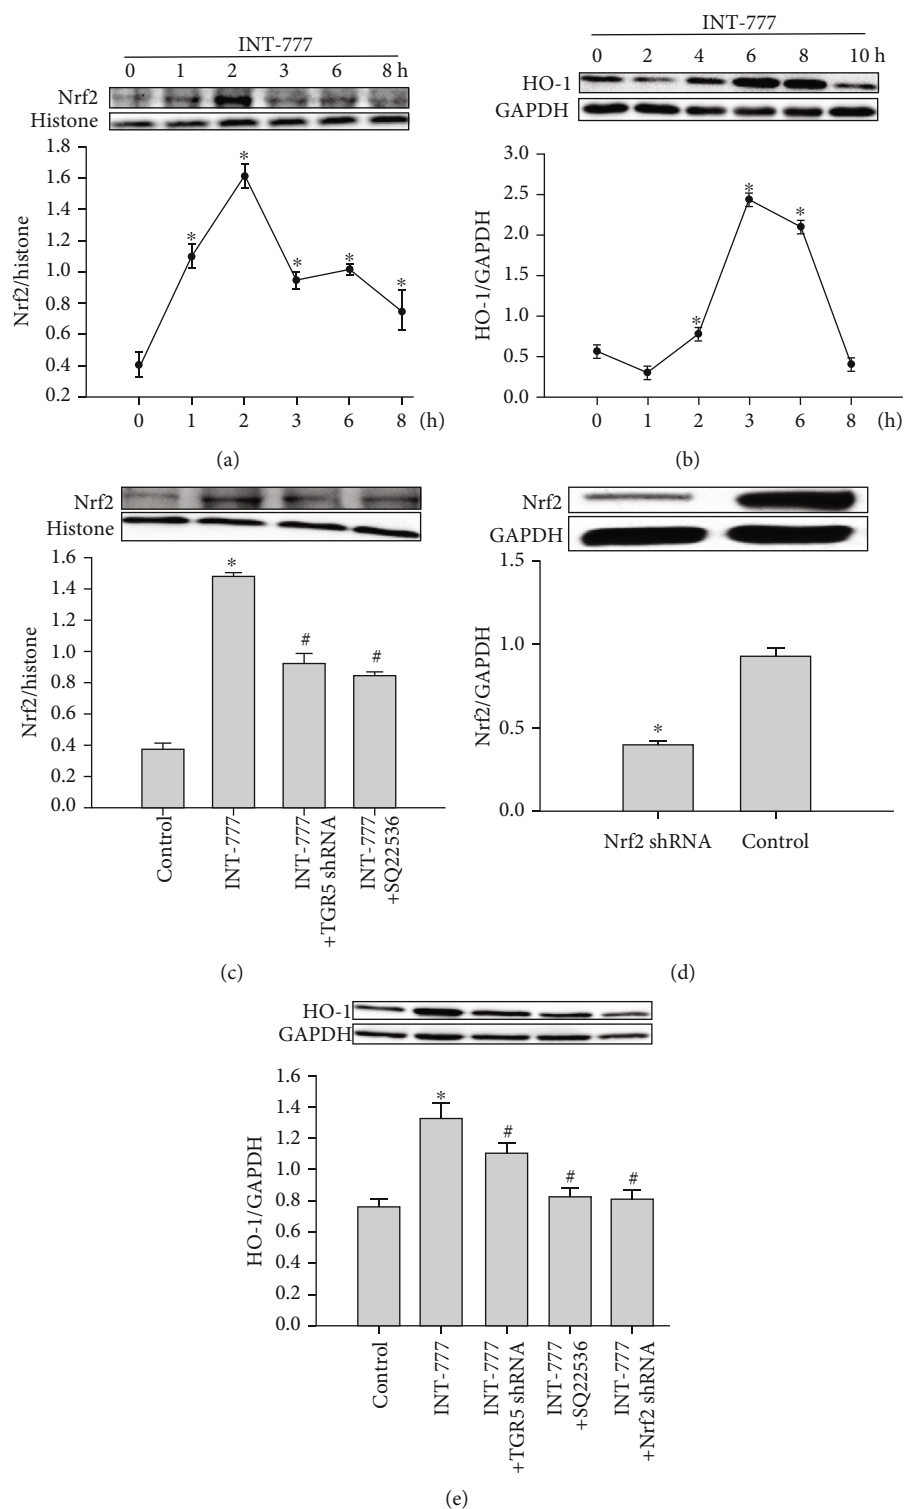 INT-777
0 1 2 3 6 8 h
Nrf2
Histone
1.8
1.6
1.4
1.2
1.0
0.8
0.6
0.4
0.2
Nrf2/histone
* * * * *
0 1 2 3 6 8 (h)
(a)
INT-777
0 2 4 6 8 10 h
HO-1
GAPDH
3.0
2.5
2.0
1.5
1.0
0.5
0.0
HO-1/GAPDH
* * *
0 1 2 3 6 8 (h)
(b)
Nrf2
Histone
1.6
1.4
1.2
1.0
0.8
0.6
0.4
0.2
0.0
Nrf2/histone
* # #
Control
INT-777
INT-777
+TGR5 shRNA
INT-777
+SQ22536
(c)
Nrf2
GAPDH
1.5
1.0
0.5
0.0
Nrf2/GAPDH
*
Nrf2 shRNA Control
(d)
HO-1
GAPDH
1.6
1.4
1.2
1.0
0.8
0.6
0.4
0.2
0.0
HO-1/GAPDH
* # # #
Control
INT-777
INT-777
+TGR5 shRNA
INT-777
+SQ22536
INT-777
+Nrf2 shRNA
(e)